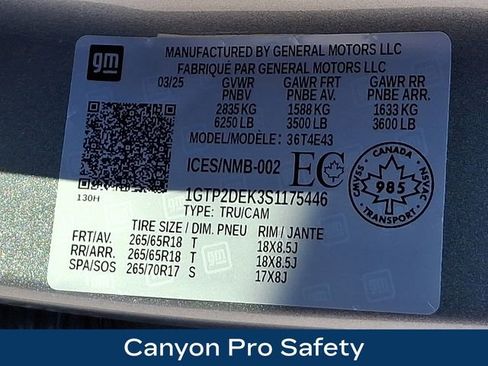 gm
MANUFACTURED BY GENERAL MOTORS LLC
FABRIQUÉ PAR GENERAL MOTORS LLC
03/25 GVWR GAWR FRT GAWR RR
PNBV PNBE AV. PNBE ARR.
2835 KG 1588 KG 1633 KG
6250 LB 3500 LB 3600 LB
MODEL/MODÈLE: 36T4E43
ICES/NMB-002 EC
CANADA
SVMAC 985 NVSAC
TRANSPORT
130H
1GTP2DEK3S1175446
TYPE: TRU/CAM
TIRE SIZE / DIM. PNEU RIM / JANTE
FRT/AV. 265/65R18 T 18X8.5J
RR/ARR. 265/65R18 T 18X8.5J
SPA/SOS 265/70R17 S 17X8J
Canyon Pro Safety